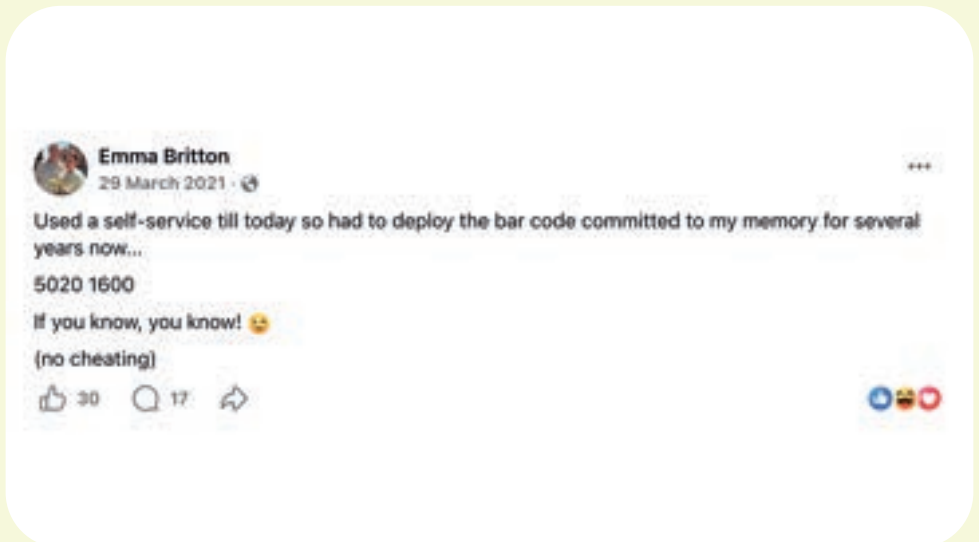 Emma Britton
29 March 2021 ·
Used a self-service till today so had to deploy the bar code committed to my memory for several
years now...
5020 1600
If you know, you know! 😉
(no cheating)
30 17